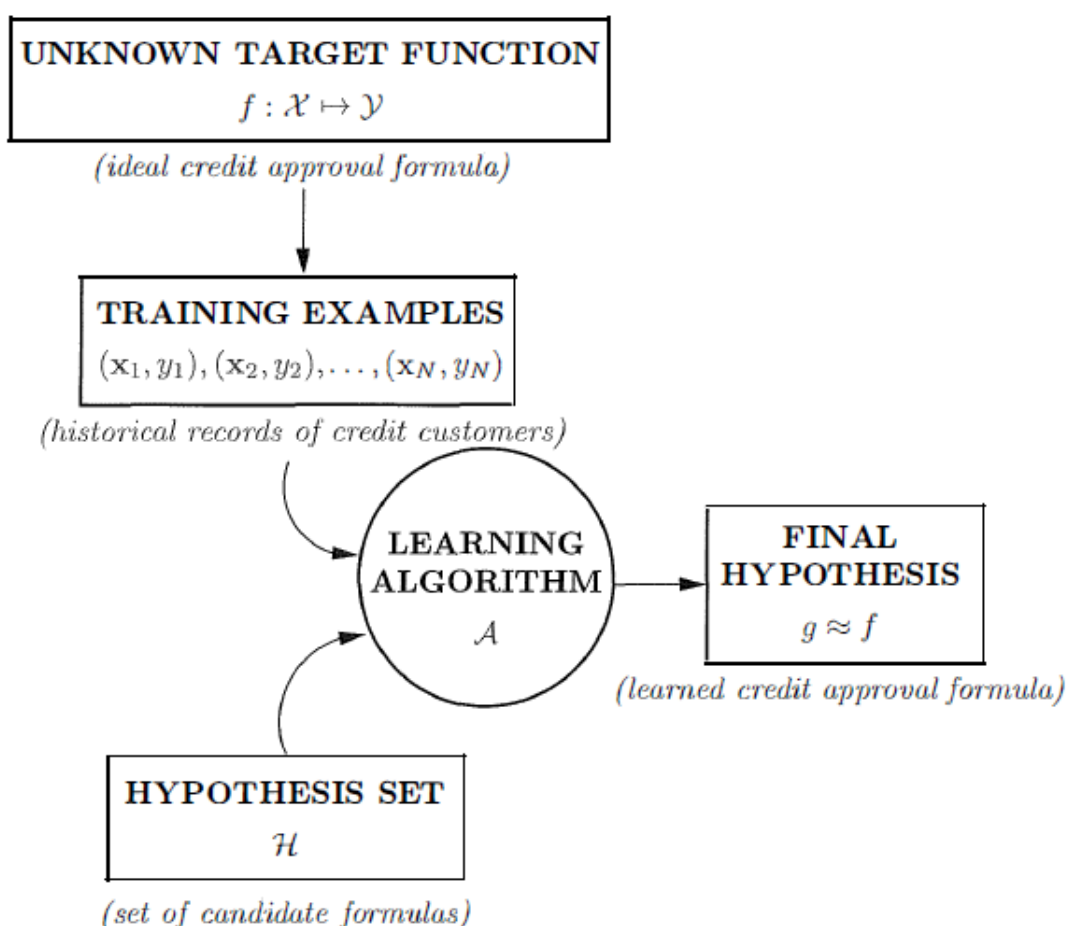 UNKNOWN TARGET FUNCTION
f : 𝒳 ↦ 𝒴
(ideal credit approval formula)
TRAINING EXAMPLES
(x₁, y₁), (x₂, y₂), . . . , (x_N, y_N)
(historical records of credit customers)
LEARNING
ALGORITHM
𝒜
FINAL
HYPOTHESIS
g ≈ f
(learned credit approval formula)
HYPOTHESIS SET
ℋ
(set of candidate formulas)